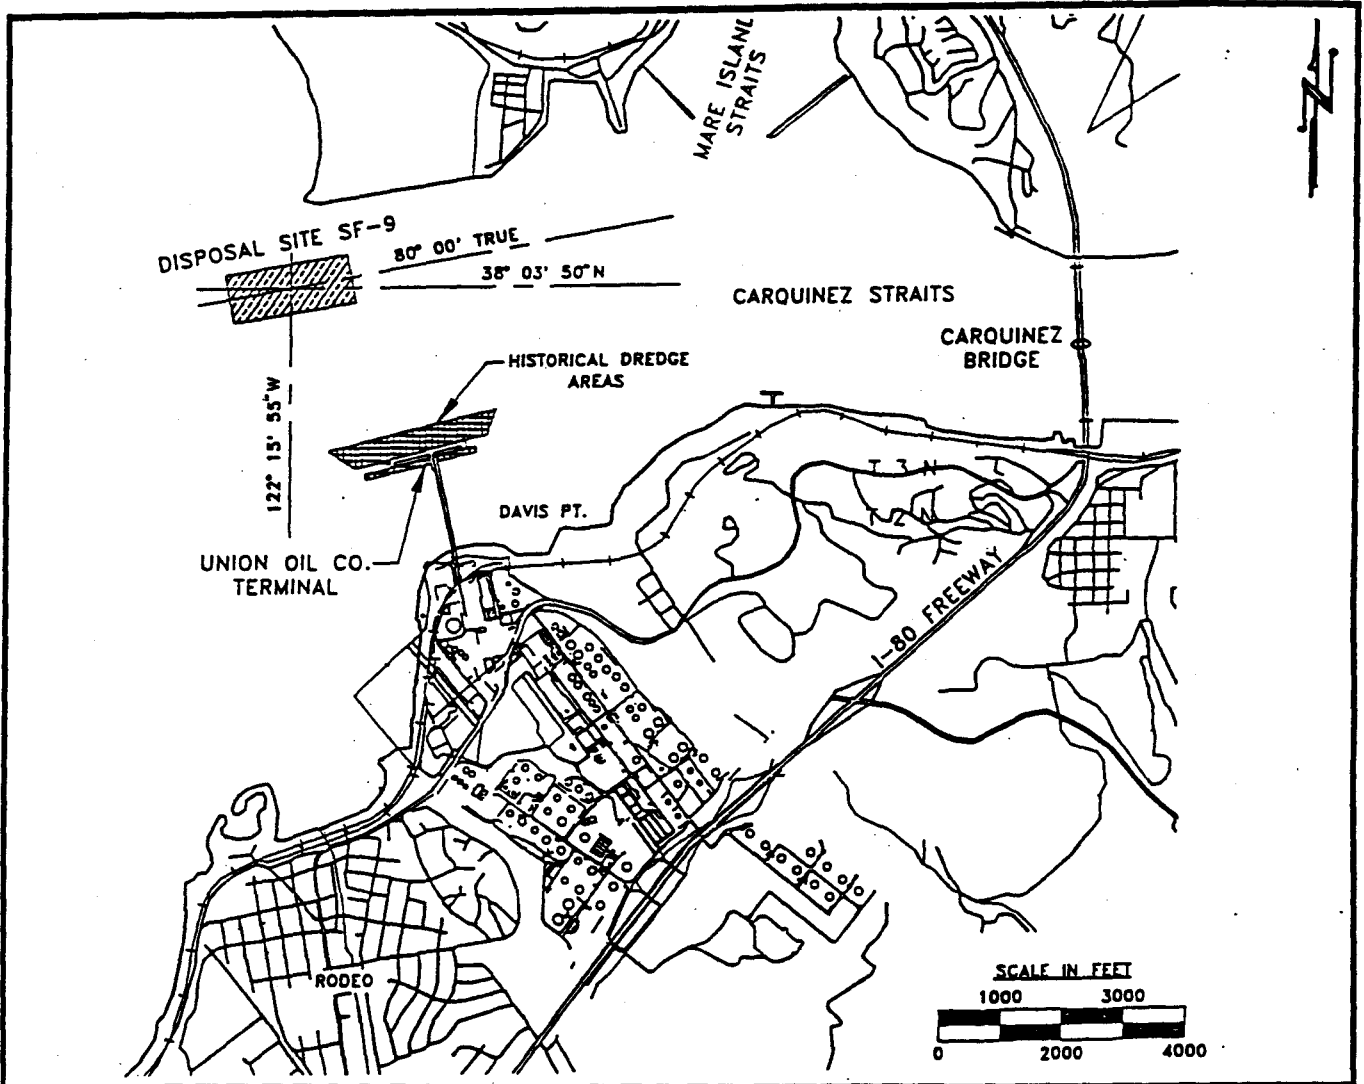 MARE ISLAND
STRAITS
DISPOSAL SITE SF-9
80° 00' TRUE
38° 03' 50" N
CARQUINEZ STRAITS
CARQUINEZ
BRIDGE
HISTORICAL DREDGE
AREAS
122° 15' 55" W
T 3 N
T 2 N
DAVIS PT.
UNION OIL CO.
TERMINAL
I-80 FREEWAY
RODEO
SCALE IN FEET
1000 3000
0 2000 4000